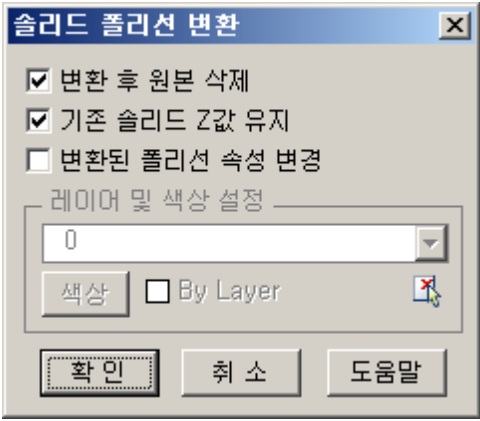 솔리드 폴리선 변환
변환 후 원본 삭제
기존 솔리드 Z값 유지
변환된 폴리선 속성 변경
레이어 및 색상 설정
0
색상 By Layer
확 인 취 소 도움말